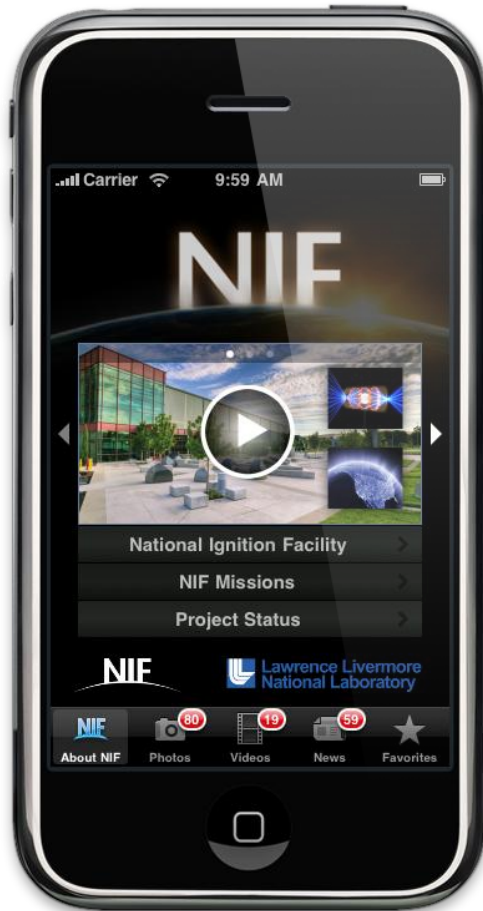 Carrier 9:59 AM
NIF
National Ignition Facility
NIF Missions
Project Status
NIF
Lawrence Livermore
National Laboratory
NIF 80 19 59
About NIF Photos Videos News Favorites